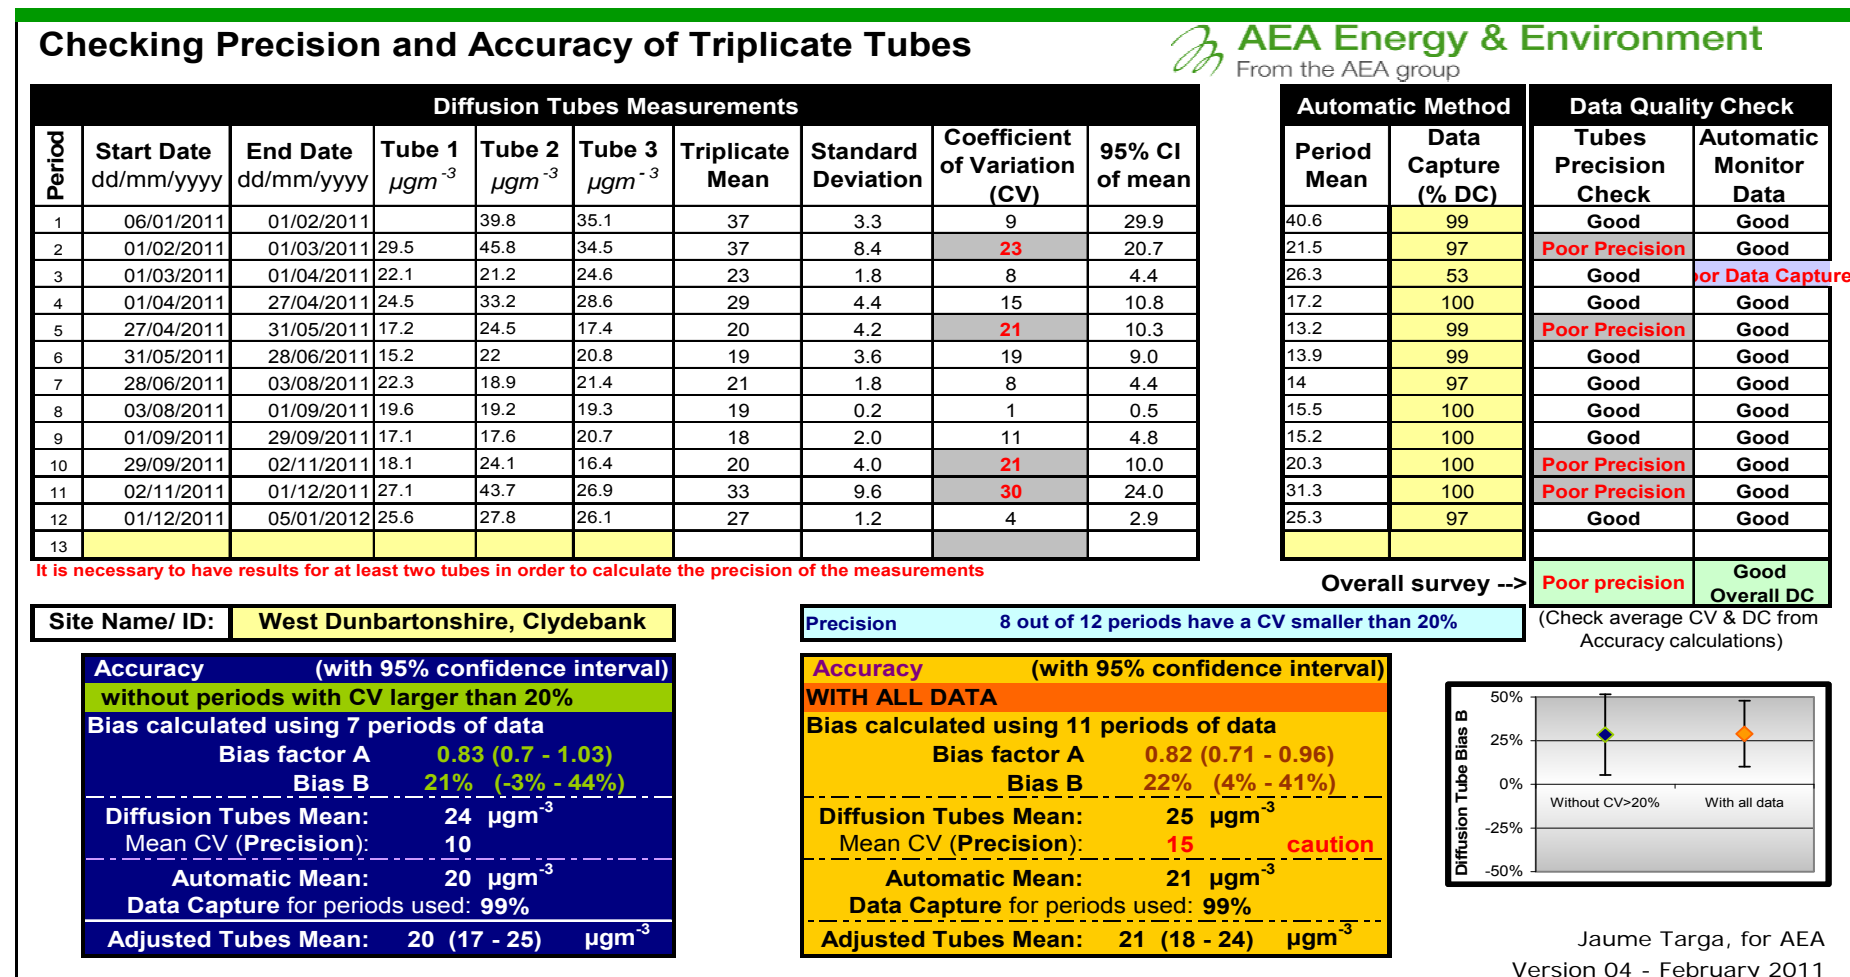 Checking Precision and Accuracy of Triplicate Tubes
AEA Energy & Environment
From the AEA group
Diffusion Tubes Measurements
Automatic Method
Data Quality Check
Period | Start Date dd/mm/yyyy | End Date dd/mm/yyyy | Tube 1 µgm-3 | Tube 2 µgm-3 | Tube 3 µgm-3 | Triplicate Mean | Standard Deviation | Coefficient of Variation (CV) | 95% CI of mean | Period Mean | Data Capture (% DC) | Tubes Precision Check | Automatic Monitor Data
1 06/01/2011 01/02/2011 39.8 35.1 37 3.3 9 29.9 40.6 99 Good Good
2 01/02/2011 01/03/2011 29.5 45.8 34.5 37 8.4 23 20.7 21.5 97 Poor Precision Good
3 01/03/2011 01/04/2011 22.1 21.2 24.6 23 1.8 8 4.4 26.3 53 Good or Data Capture
4 01/04/2011 27/04/2011 24.5 33.2 28.6 29 4.4 15 10.8 17.2 100 Good Good
5 27/04/2011 31/05/2011 17.2 24.5 17.4 20 4.2 21 10.3 13.2 99 Poor Precision Good
6 31/05/2011 28/06/2011 15.2 22 20.8 19 3.6 19 9.0 13.9 99 Good Good
7 28/06/2011 03/08/2011 22.3 18.9 21.4 21 1.8 8 4.4 14 97 Good Good
8 03/08/2011 01/09/2011 19.6 19.2 19.3 19 0.2 1 0.5 15.5 100 Good Good
9 01/09/2011 29/09/2011 17.1 17.6 20.7 18 2.0 11 4.8 15.2 100 Good Good
10 29/09/2011 02/11/2011 18.1 24.1 16.4 20 4.0 21 10.0 20.3 100 Poor Precision Good
11 02/11/2011 01/12/2011 27.1 43.7 26.9 33 9.6 30 24.0 31.3 100 Poor Precision Good
12 01/12/2011 05/01/2012 25.6 27.8 26.1 27 1.2 4 2.9 25.3 97 Good Good
13
It is necessary to have results for at least two tubes in order to calculate the precision of the measurements
Overall survey --> Poor precision Good Overall DC
Site Name/ ID: West Dunbartonshire, Clydebank
Precision 8 out of 12 periods have a CV smaller than 20%
(Check average CV & DC from
Accuracy calculations)
Accuracy (with 95% confidence interval)
without periods with CV larger than 20%
Bias calculated using 7 periods of data
Bias factor A 0.83 (0.7 - 1.03)
Bias B 21% (-3% - 44%)
Diffusion Tubes Mean: 24 µgm-3
Mean CV (Precision): 10
Automatic Mean: 20 µgm-3
Data Capture for periods used: 99%
Adjusted Tubes Mean: 20 (17 - 25) µgm-3
Accuracy (with 95% confidence interval)
WITH ALL DATA
Bias calculated using 11 periods of data
Bias factor A 0.82 (0.71 - 0.96)
Bias B 22% (4% - 41%)
Diffusion Tubes Mean: 25 µgm-3
Mean CV (Precision): 15 caution
Automatic Mean: 21 µgm-3
Data Capture for periods used: 99%
Adjusted Tubes Mean: 21 (18 - 24) µgm-3
Diffusion Tube Bias B
50%
25%
0%
-25%
-50%
Without CV>20% With all data
Jaume Targa, for AEA
Version 04 - February 2011